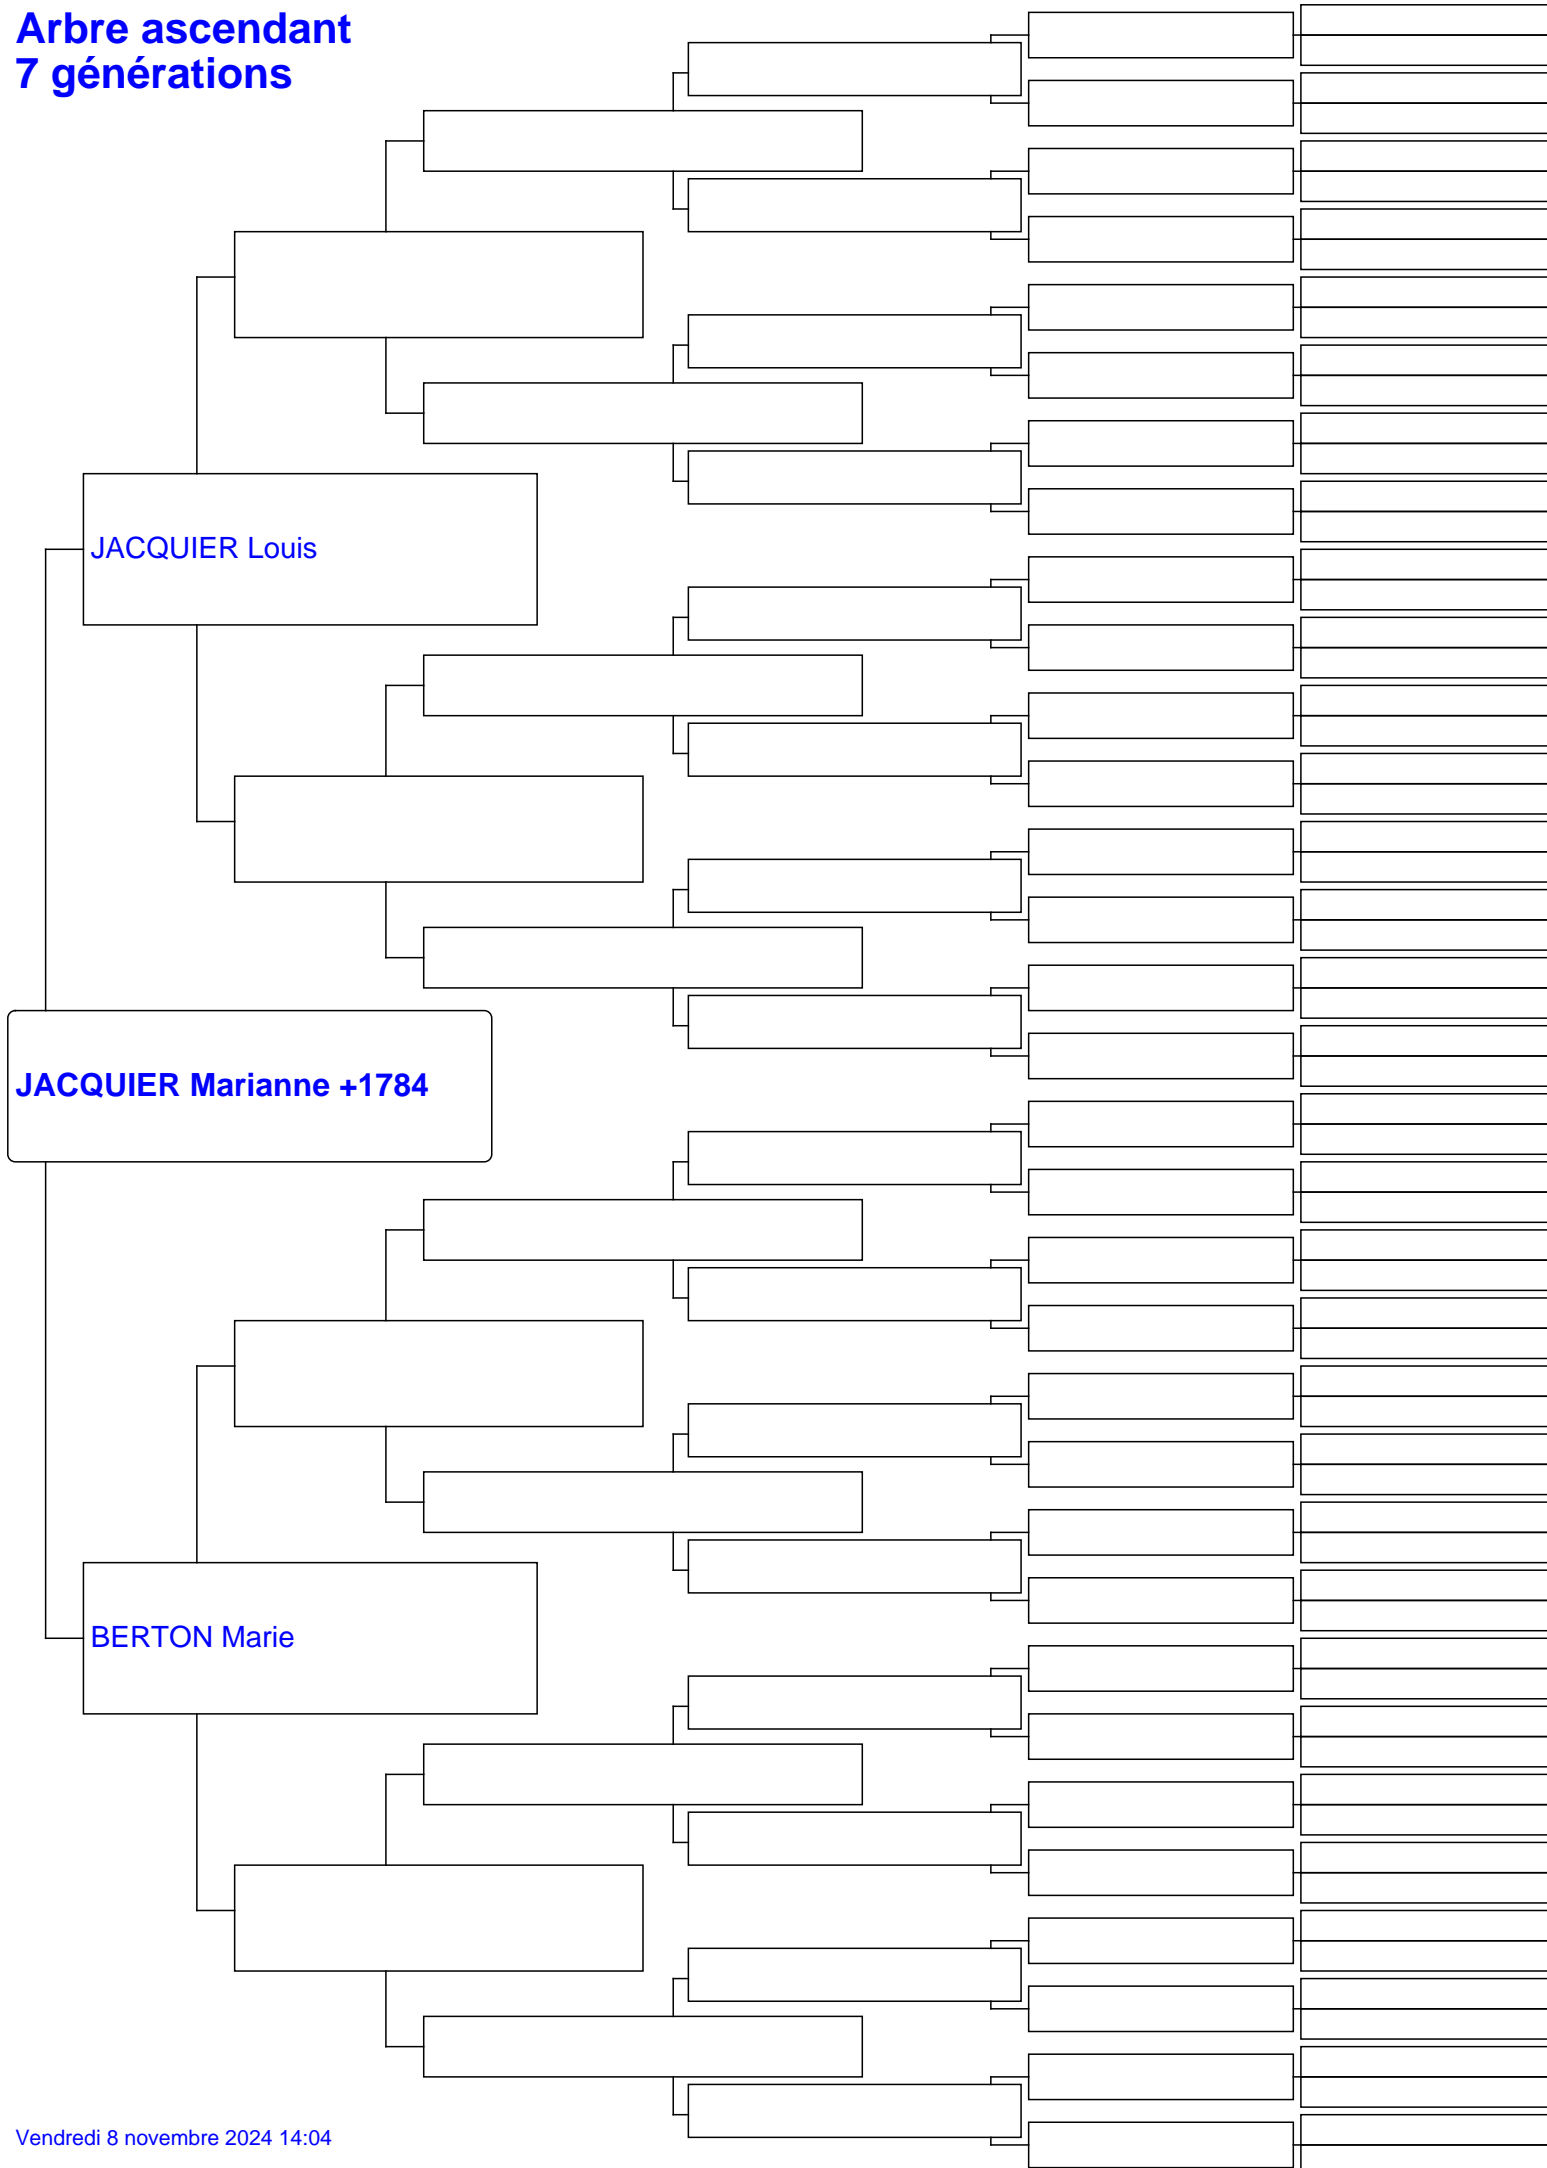 Arbre ascendant
7 générations
JACQUIER Louis
JACQUIER Marianne +1784
BERTON Marie
Vendredi 8 novembre 2024 14:04